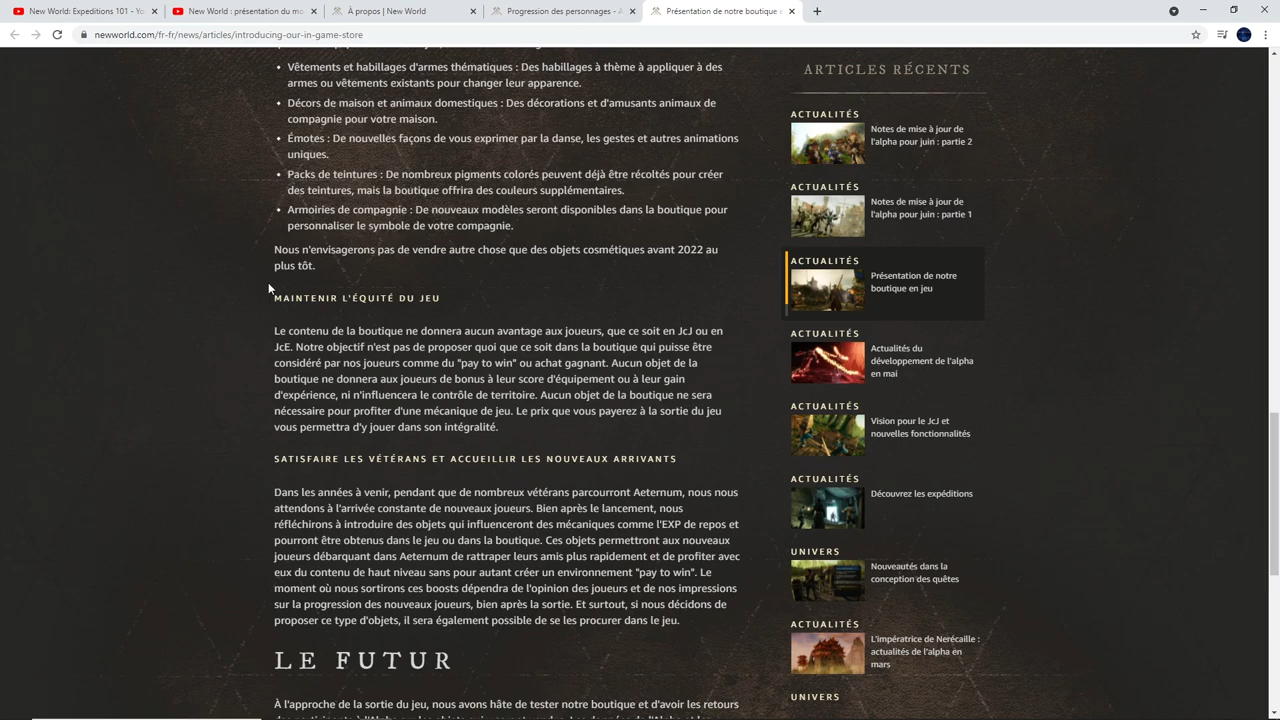 New World: Expeditions 101 - Yo
New World : présentation du mo
À propos | New World
Progression des personnages - A
Présentation de notre boutique e
newworld.com/fr-fr/news/articles/introducing-our-in-game-store
• Vêtements et habillages d'armes thématiques : Des habillages à thème à appliquer à des
armes ou vêtements existants pour changer leur apparence.
• Décors de maison et animaux domestiques : Des décorations et d'amusants animaux de
compagnie pour votre maison.
• Émotes : De nouvelles façons de vous exprimer par la danse, les gestes et autres animations
uniques.
• Packs de teintures : De nombreux pigments colorés peuvent déjà être récoltés pour créer
des teintures, mais la boutique offrira des couleurs supplémentaires.
• Armoiries de compagnie : De nouveaux modèles seront disponibles dans la boutique pour
personnaliser le symbole de votre compagnie.
Nous n'envisagerons pas de vendre autre chose que des objets cosmétiques avant 2022 au
plus tôt.
MAINTENIR L'ÉQUITÉ DU JEU
Le contenu de la boutique ne donnera aucun avantage aux joueurs, que ce soit en JcJ ou en
JcE. Notre objectif n'est pas de proposer quoi que ce soit dans la boutique qui puisse être
considéré par nos joueurs comme du "pay to win" ou achat gagnant. Aucun objet de la
boutique ne donnera aux joueurs de bonus à leur score d'équipement ou à leur gain
d'expérience, ni n'influencera le contrôle de territoire. Aucun objet de la boutique ne sera
nécessaire pour profiter d'une mécanique de jeu. Le prix que vous payerez à la sortie du jeu
vous permettra d'y jouer dans son intégralité.
SATISFAIRE LES VÉTÉRANS ET ACCUEILLIR LES NOUVEAUX ARRIVANTS
Dans les années à venir, pendant que de nombreux vétérans parcourront Aeternum, nous nous
attendons à l'arrivée constante de nouveaux joueurs. Bien après le lancement, nous
réfléchirons à introduire des objets qui influenceront des mécaniques comme l'EXP de repos et
pourront être obtenus dans le jeu ou dans la boutique. Ces objets permettront aux nouveaux
joueurs débarquant dans Aeternum de rattraper leurs amis plus rapidement et de profiter avec
eux du contenu de haut niveau sans pour autant créer un environnement "pay to win". Le
moment où nous sortirons ces boosts dépendra de l'opinion des joueurs et de nos impressions
sur la progression des nouveaux joueurs, bien après la sortie. Et surtout, si nous décidons de
proposer ce type d'objets, il sera également possible de se les procurer dans le jeu.
LE FUTUR
À l'approche de la sortie du jeu, nous avons hâte de tester notre boutique et d'avoir les retours
ARTICLES RÉCENTS
ACTUALITÉS
Notes de mise à jour de
l'alpha pour juin : partie 2
ACTUALITÉS
Notes de mise à jour de
l'alpha pour juin : partie 1
ACTUALITÉS
Présentation de notre
boutique en jeu
ACTUALITÉS
Actualités du
développement de l'alpha
en mai
ACTUALITÉS
Vision pour le JcJ et
nouvelles fonctionnalités
ACTUALITÉS
Découvrez les expéditions
UNIVERS
Nouveautés dans la
conception des quêtes
ACTUALITÉS
L'impératrice de Nerécaille :
actualités de l'alpha en
mars
UNIVERS